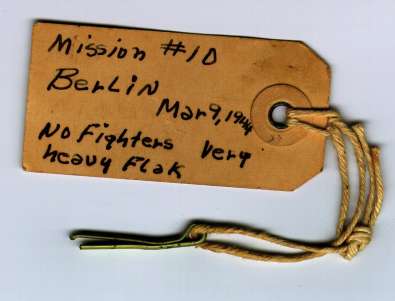 Mission #10
Berlin
Mar 9, 1944
No Fighters Very
heavy Flak